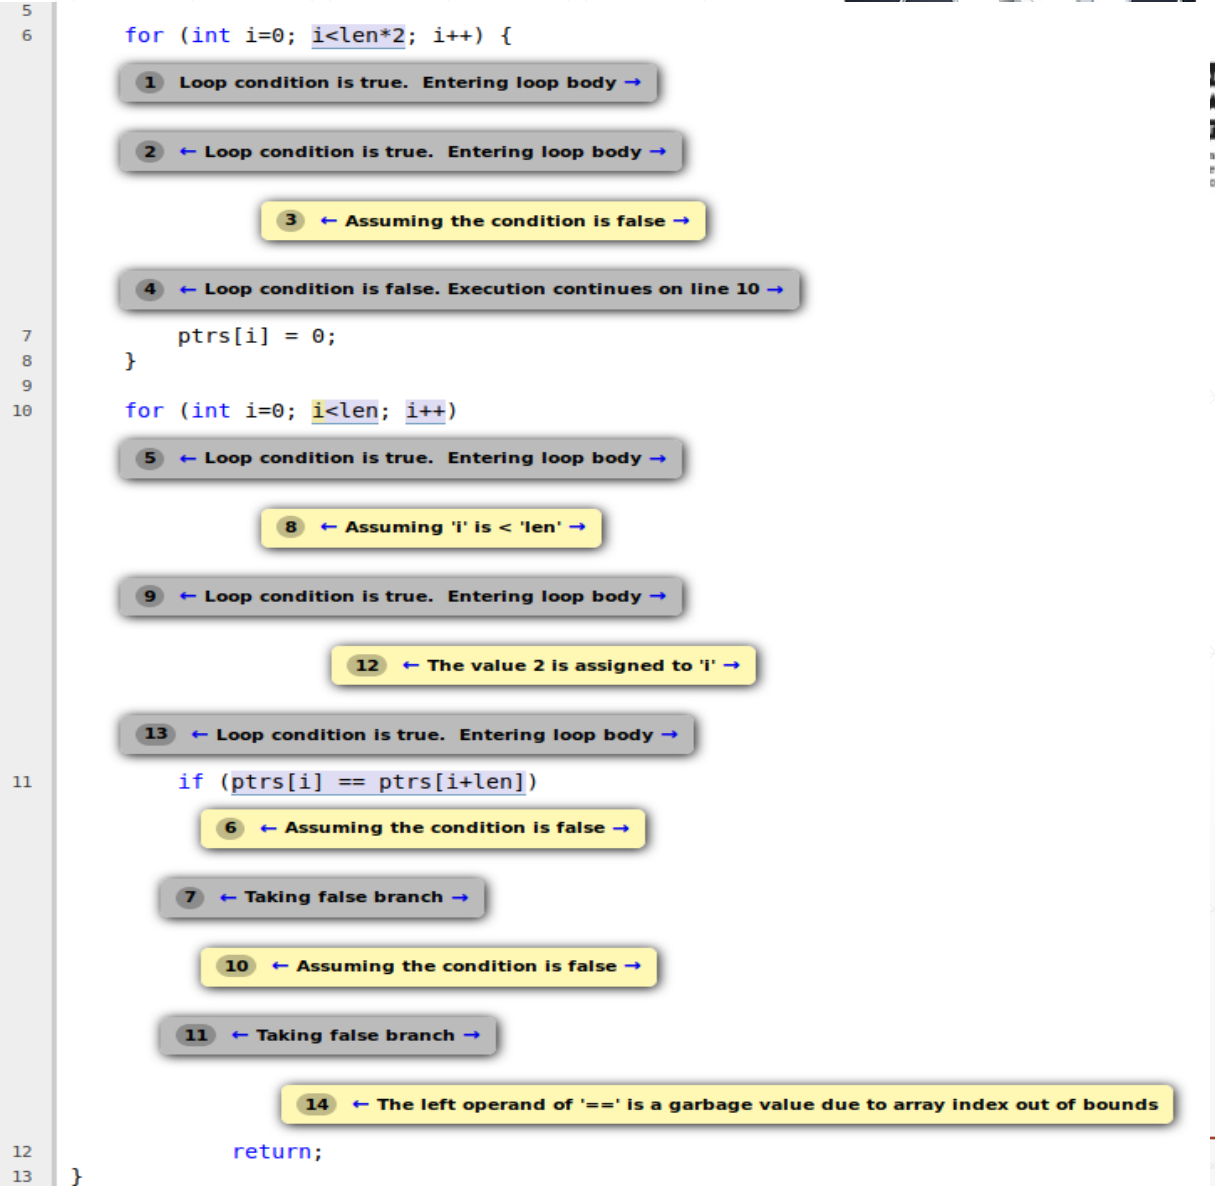 5
6 for (int i=0; i<len*2; i++) {
1 Loop condition is true. Entering loop body →
2 ← Loop condition is true. Entering loop body →
3 ← Assuming the condition is false →
4 ← Loop condition is false. Execution continues on line 10 →
7 ptrs[i] = 0;
8 }
9
10 for (int i=0; i<len; i++)
5 ← Loop condition is true. Entering loop body →
8 ← Assuming 'i' is < 'len' →
9 ← Loop condition is true. Entering loop body →
12 ← The value 2 is assigned to 'i' →
13 ← Loop condition is true. Entering loop body →
11 if (ptrs[i] == ptrs[i+len])
6 ← Assuming the condition is false →
7 ← Taking false branch →
10 ← Assuming the condition is false →
11 ← Taking false branch →
14 ← The left operand of '==' is a garbage value due to array index out of bounds
12 return;
13 }